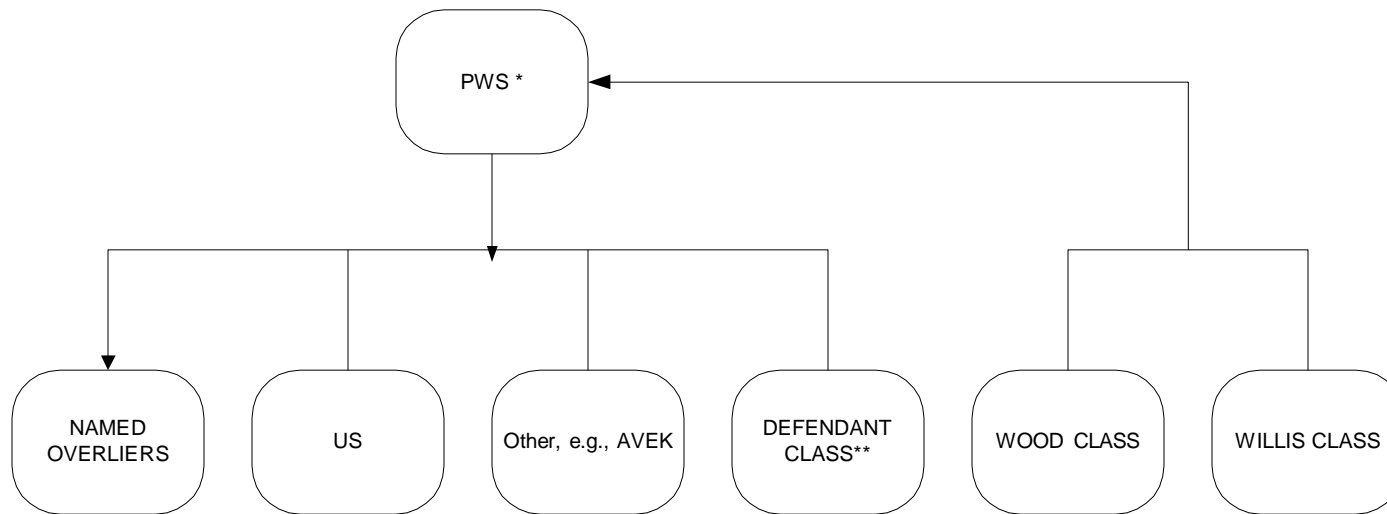 PWS *
NAMED
OVERLIERS
US
Other, e.g., AVEK
DEFENDANT
CLASS**
WOOD CLASS
WILLIS CLASS